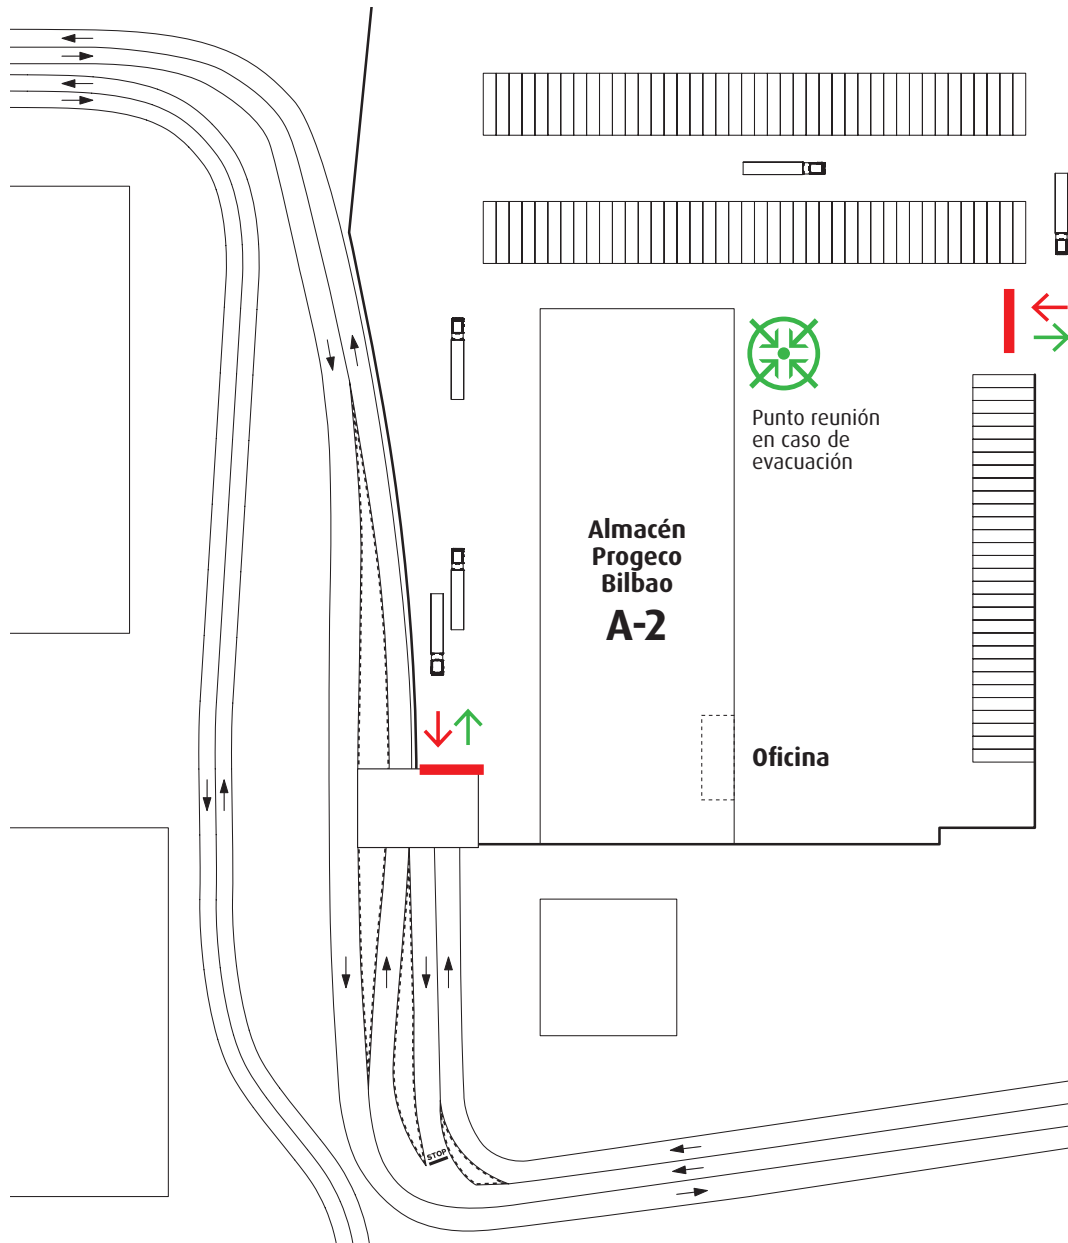 Punto reunión
en caso de
evacuación
Almacén
Progeco
Bilbao
A-2
Oficina
STOP